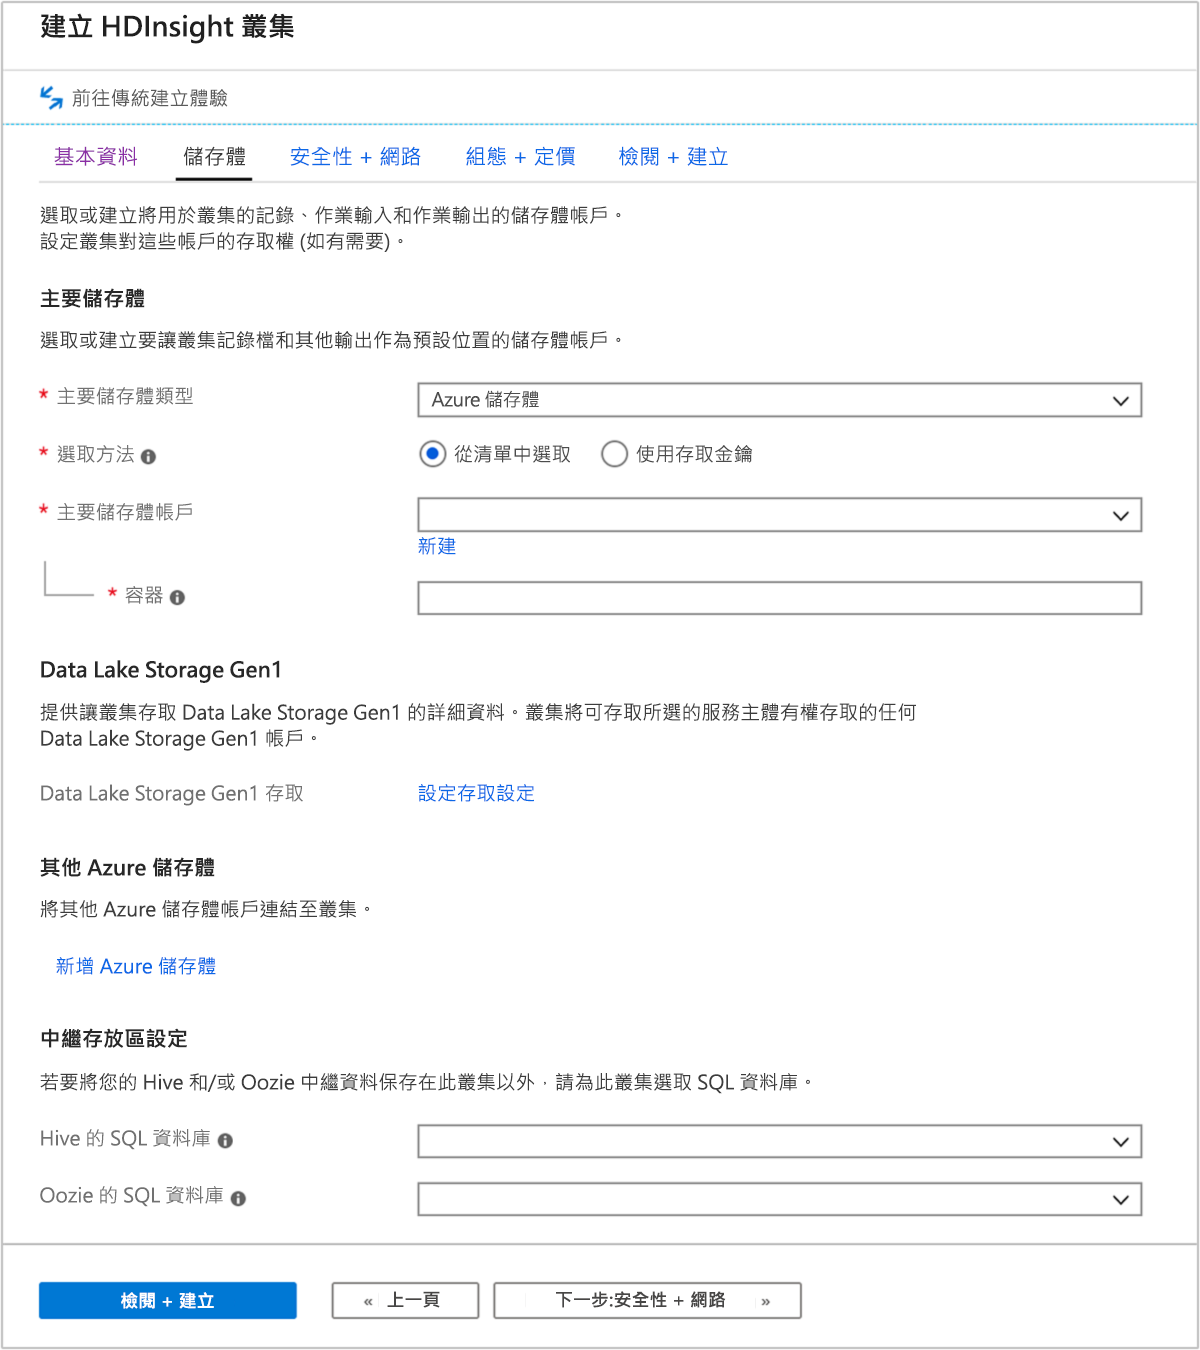 建立 HDInsight 叢集
前往傳統建立體驗
基本資料 儲存體 安全性 + 網路 組態 + 定價 檢閱 + 建立
選取或建立將用於叢集的記錄、作業輸入和作業輸出的儲存體帳戶。
設定叢集對這些帳戶的存取權 (如有需要)。
主要儲存體
選取或建立要讓叢集記錄檔和其他輸出作為預設位置的儲存體帳戶。
* 主要儲存體類型 Azure 儲存體
* 選取方法 從清單中選取 使用存取金鑰
* 主要儲存體帳戶
新建
* 容器
Data Lake Storage Gen1
提供讓叢集存取 Data Lake Storage Gen1 的詳細資料。叢集將可存取所選的服務主體有權存取的任何
Data Lake Storage Gen1 帳戶。
Data Lake Storage Gen1 存取 設定存取設定
其他 Azure 儲存體
將其他 Azure 儲存體帳戶連結至叢集。
新增 Azure 儲存體
中繼存放區設定
若要將您的 Hive 和/或 Oozie 中繼資料保存在此叢集以外，請為此叢集選取 SQL 資料庫。
Hive 的 SQL 資料庫
Oozie 的 SQL 資料庫
檢閱 + 建立 « 上一頁 下一步:安全性 + 網路 »